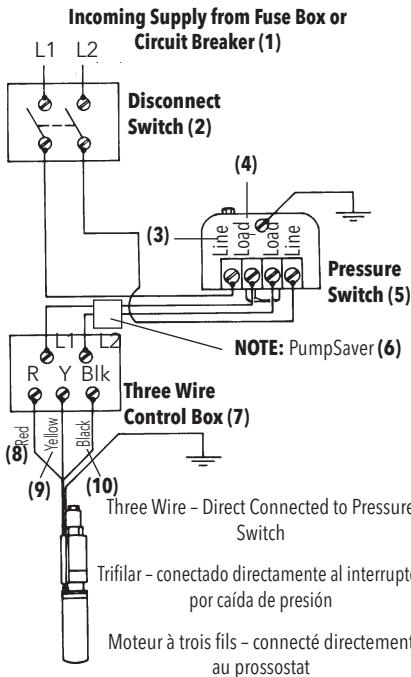 Incoming Supply from Fuse Box or
Circuit Breaker (1)
L1 L2
Disconnect
Switch (2)
(4)
(3)
Line
Load
Load
Line
Pressure
Switch (5)
NOTE: PumpSaver (6)
L1 L2
R Y Blk
Three Wire
Control Box (7)
Red
Yellow
Black
(8)
(9)
(10)
Three Wire – Direct Connected to Pressure
Switch
Trifilar – conectado directamente al interrupto
por caída de presión
Moteur à trois fils – connecté directement
au prossostat